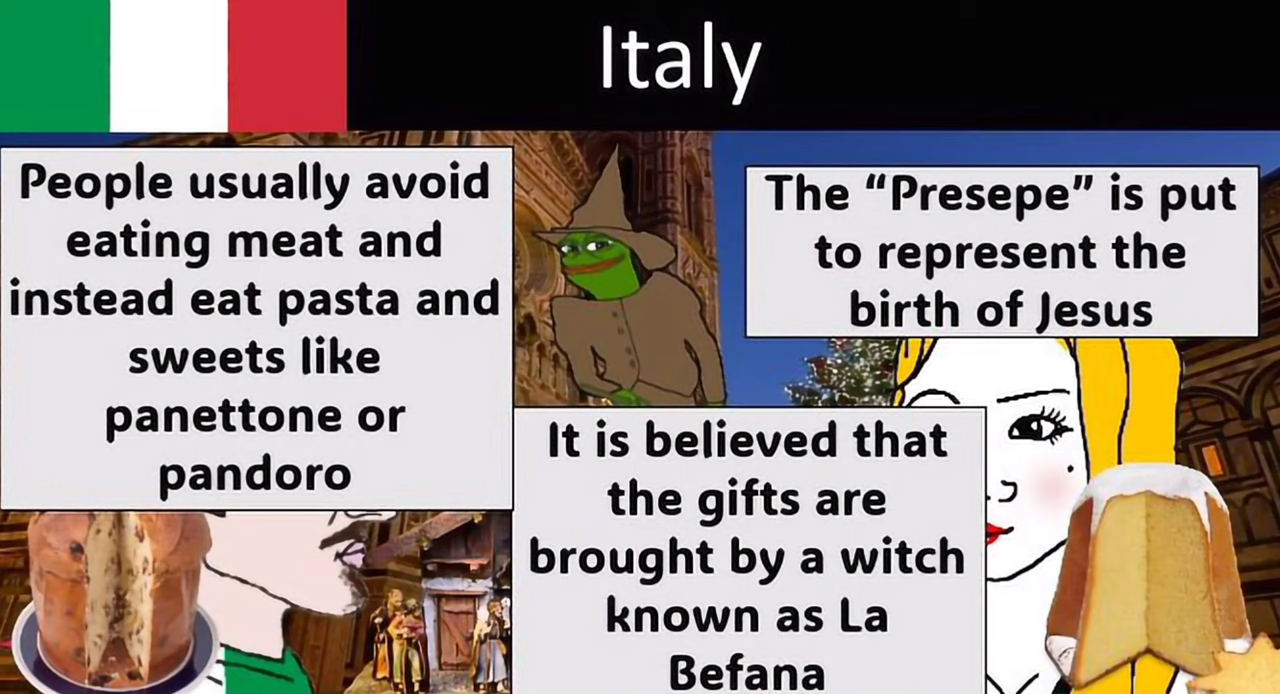 Italy
People usually avoid
eating meat and
instead eat pasta and
sweets like
panettone or
pandoro
The “Presepe” is put
to represent the
birth of Jesus
It is believed that
the gifts are
brought by a witch
known as La
Befana